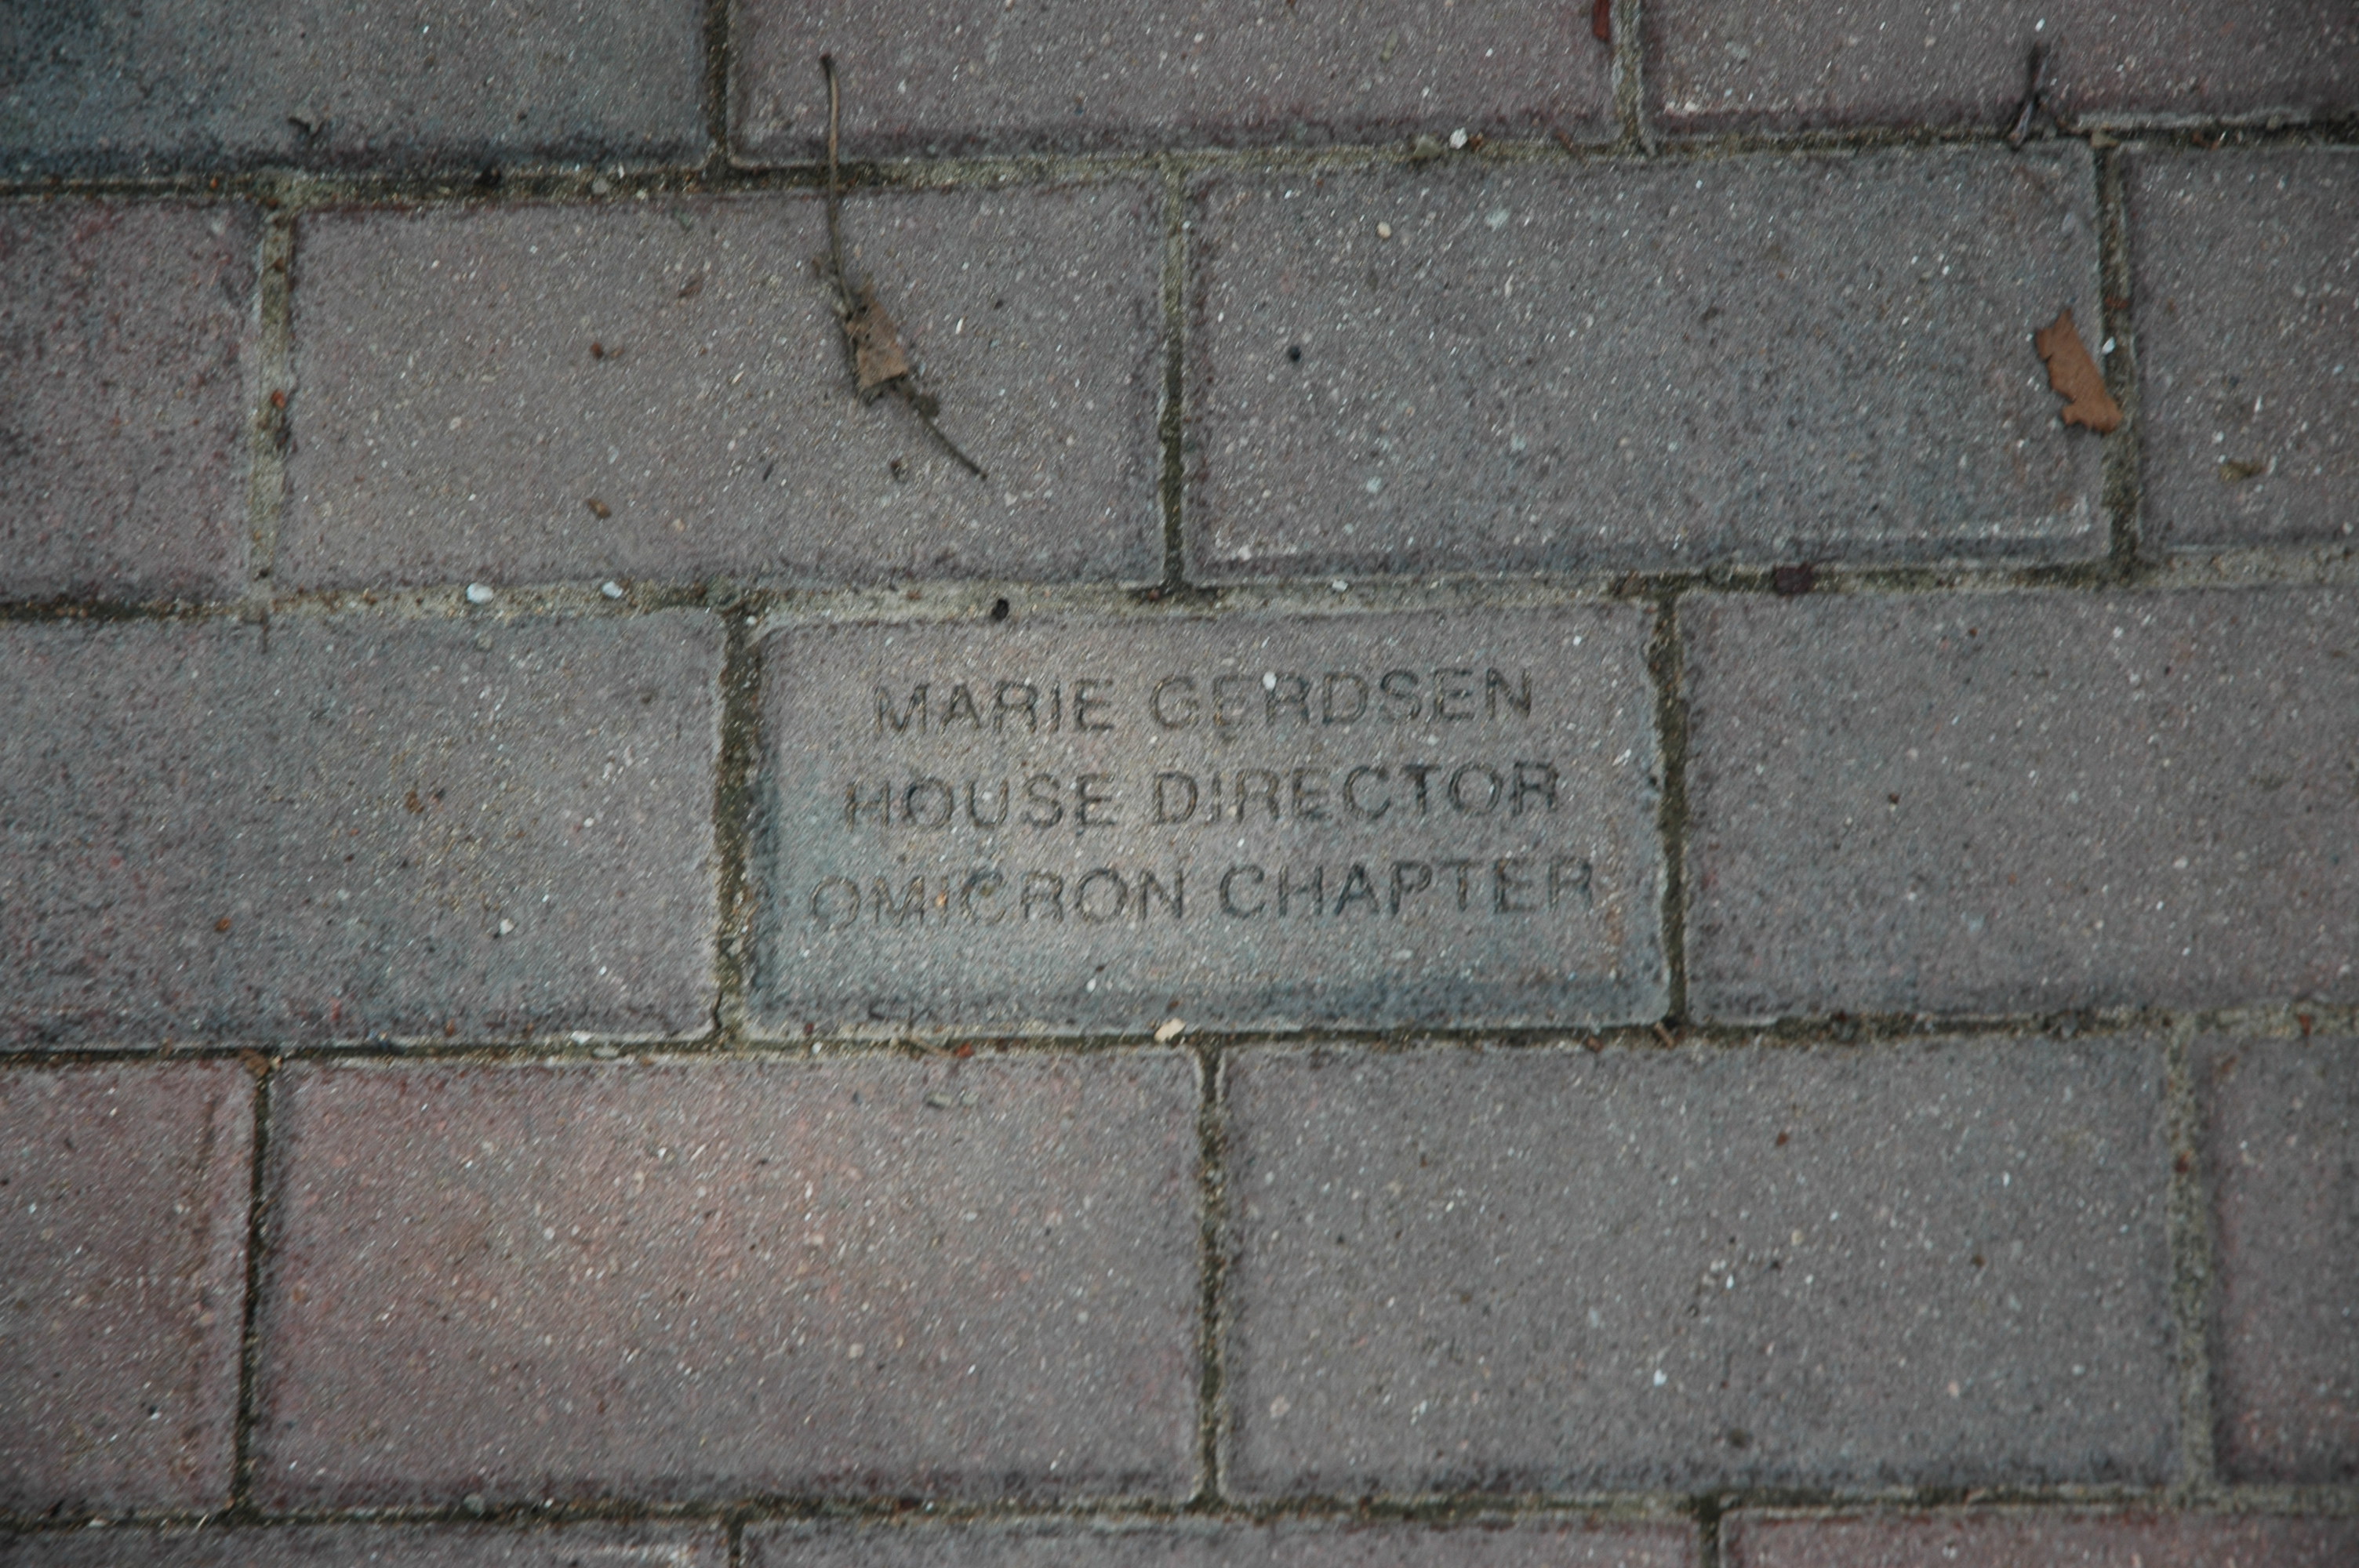 MARIE GERDSEN
HOUSE DIRECTOR
OMICRON CHAPTER